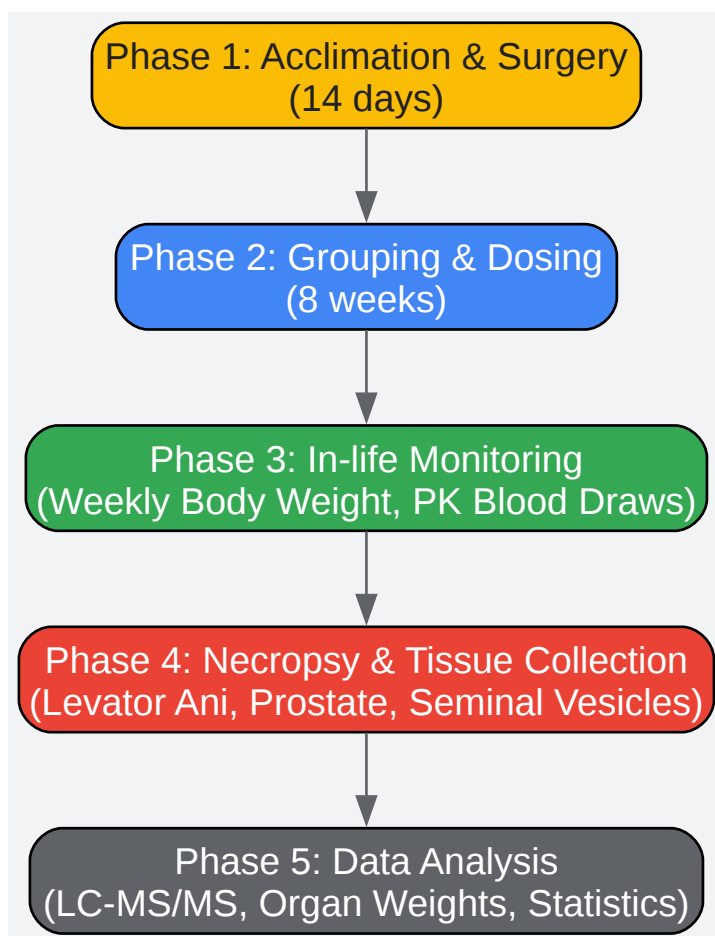 Phase 1: Acclimation & Surgery
(14 days)
Phase 2: Grouping & Dosing
(8 weeks)
Phase 3: In-life Monitoring
(Weekly Body Weight, PK Blood Draws)
Phase 4: Necropsy & Tissue Collection
(Levator Ani, Prostate, Seminal Vesicles)
Phase 5: Data Analysis
(LC-MS/MS, Organ Weights, Statistics)